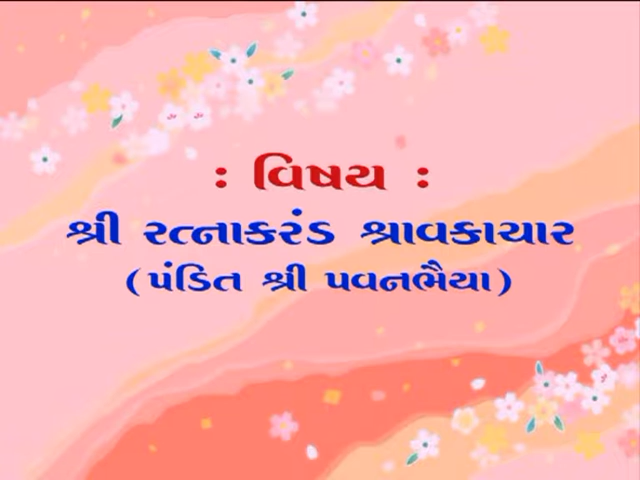 : વિષય :
શ્રી રત્નાકરંડ શ્રાવકાચાર
(પંડિત શ્રી પવનભૈયા)